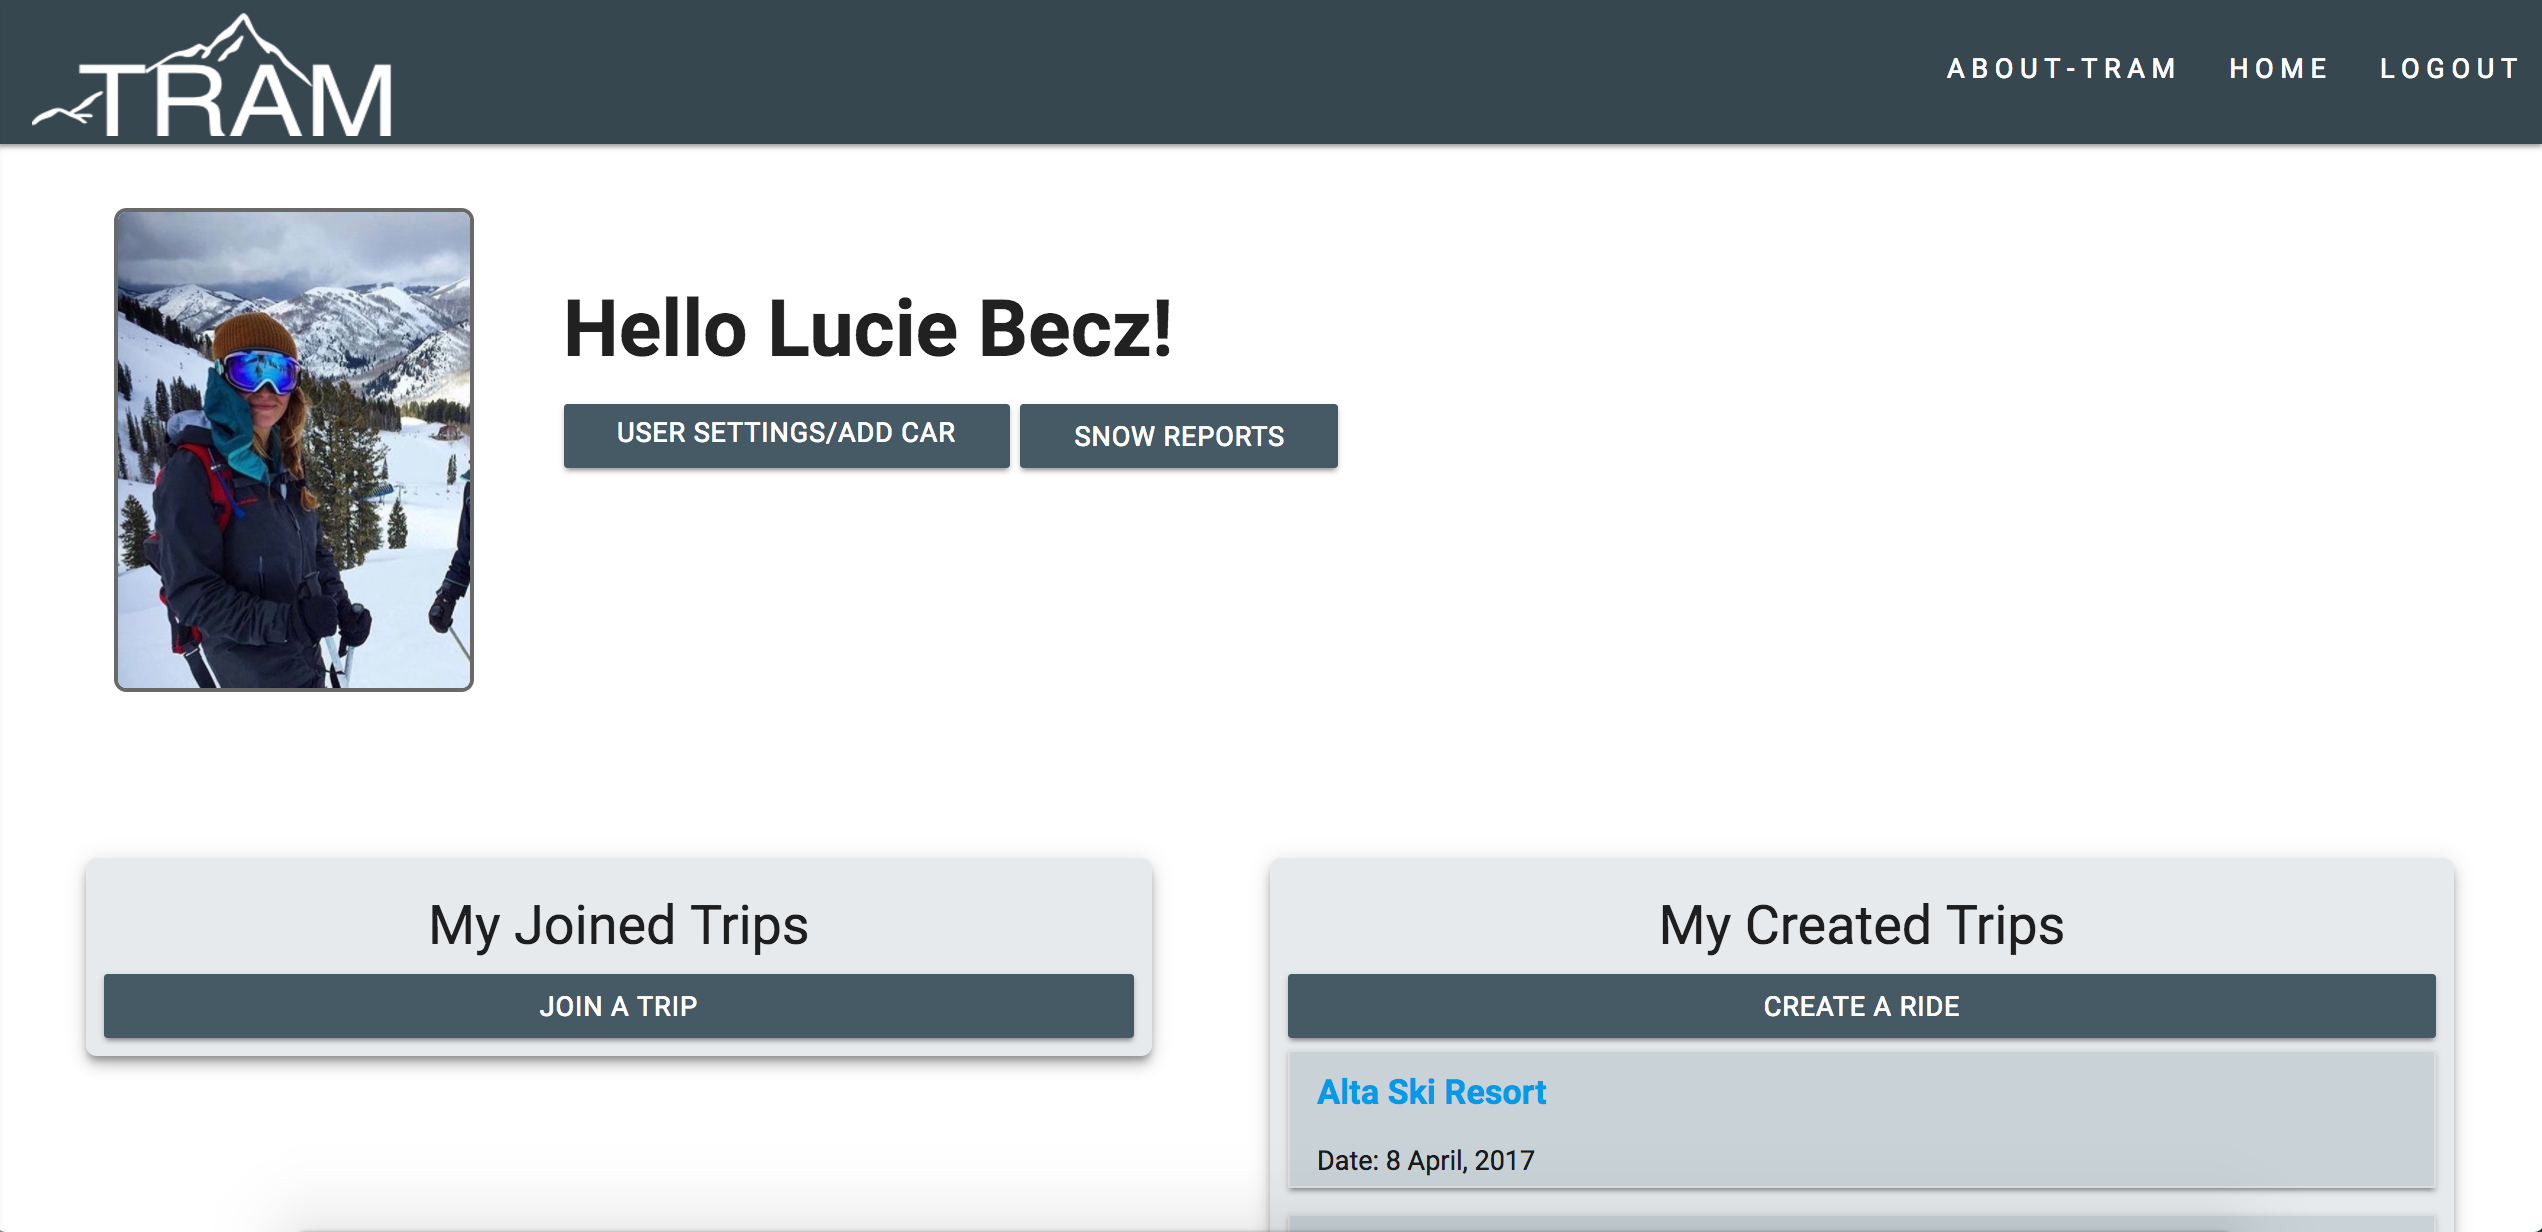 TRAM
ABOUT-TRAM HOME LOGOUT
Hello Lucie Becz!
USER SETTINGS/ADD CAR
SNOW REPORTS
My Joined Trips
JOIN A TRIP
My Created Trips
CREATE A RIDE
Alta Ski Resort
Date: 8 April, 2017